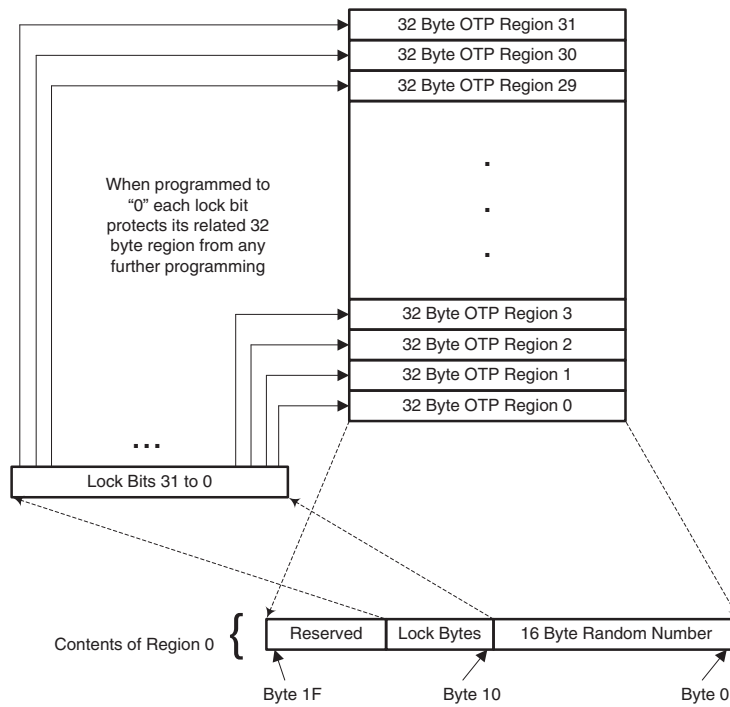 32 Byte OTP Region 31
32 Byte OTP Region 30
32 Byte OTP Region 29
.
.
.
When programmed to
“0” each lock bit
protects its related 32
byte region from any
further programming
32 Byte OTP Region 3
32 Byte OTP Region 2
32 Byte OTP Region 1
32 Byte OTP Region 0
...
Lock Bits 31 to 0
Contents of Region 0 {
Reserved
Lock Bytes
16 Byte Random Number
Byte 1F
Byte 10
Byte 0